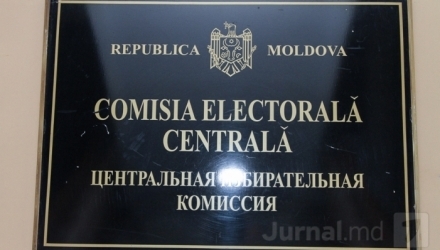 REPUBLICA MOLDOVA
COMISIA ELECTORALĂ
CENTRALĂ
ЦЕНТРАЛЬНАЯ ИЗБИРАТЕЛЬНАЯ
КОМИССИЯ
Jurnal.md